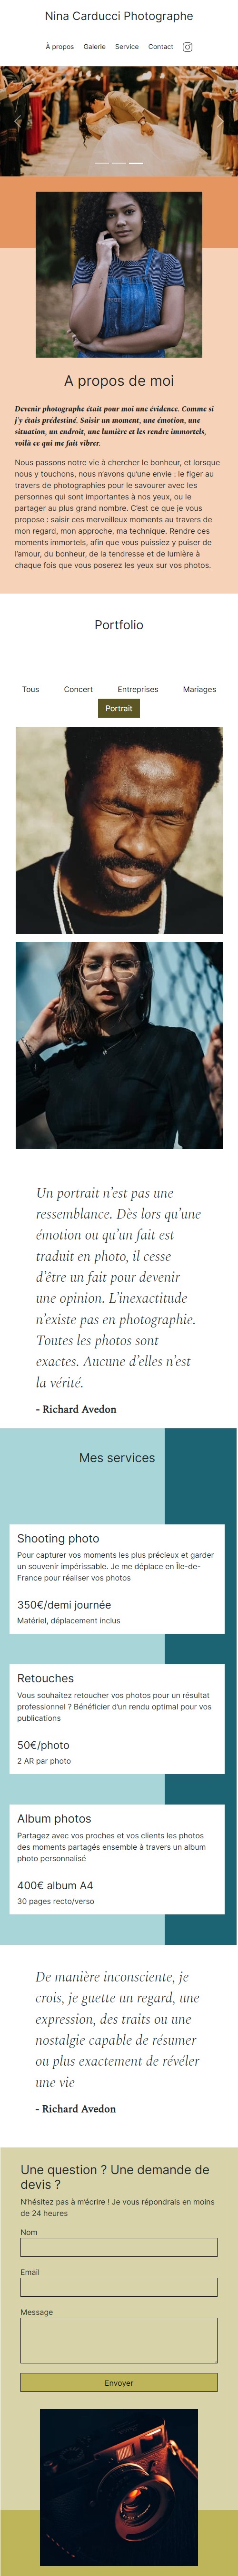 Nina Carducci Photographe
À propos
Galerie
Service
Contact
A propos de moi
Devenir photographe était pour moi une évidence. Comme si
j'y étais prédestiné. Saisir un moment, une émotion, une
situation, un endroit, une lumière et les rendre immortels,
voilà ce qui me fait vibrer.
Nous passons notre vie à chercher le bonheur, et lorsque
nous y touchons, nous n'avons qu'une envie : le figer au
travers de photographies pour le savourer avec les
personnes qui sont importantes à nos yeux, ou le
partager au plus grand nombre. C'est ce que je vous
propose : saisir ces merveilleux moments au travers de
mon regard, mon approche, ma technique. Rendre ces
moments immortels, afin que vous puissiez y puiser de
l'amour, du bonheur, de la tendresse et de lumière à
chaque fois que vous poserez les yeux sur vos photos.
Portfolio
Tous
Concert
Entreprises
Mariages
Portrait
Un portrait n'est pas une
ressemblance. Dès lors qu'une
émotion ou qu'un fait est
traduit en photo, il cesse
d'être un fait pour devenir
une opinion. L'inexactitude
n'existe pas en photographie.
Toutes les photos sont
exactes. Aucune d'elles n'est
la vérité.
- Richard Avedon
Mes services
Shooting photo
Pour capturer vos moments les plus précieux et garder
un souvenir impérissable. Je me déplace en Île-de-
France pour réaliser vos photos
350€/demi journée
Matériel, déplacement inclus
Retouches
Vous souhaitez retoucher vos photos pour un résultat
professionnel ? Bénéficier d'un rendu optimal pour vos
publications
50€/photo
2 AR par photo
Album photos
Partagez avec vos proches et vos clients les photos
des moments partagés ensemble à travers un album
photo personnalisé
400€ album A4
30 pages recto/verso
De manière inconsciente, je
crois, je guette un regard, une
expression, des traits ou une
nostalgie capable de résumer
ou plus exactement de révéler
une vie
- Richard Avedon
Une question ? Une demande de
devis ?
N'hésitez pas à m'écrire ! Je vous répondrais en moins
de 24 heures
Nom
Email
Message
Envoyer